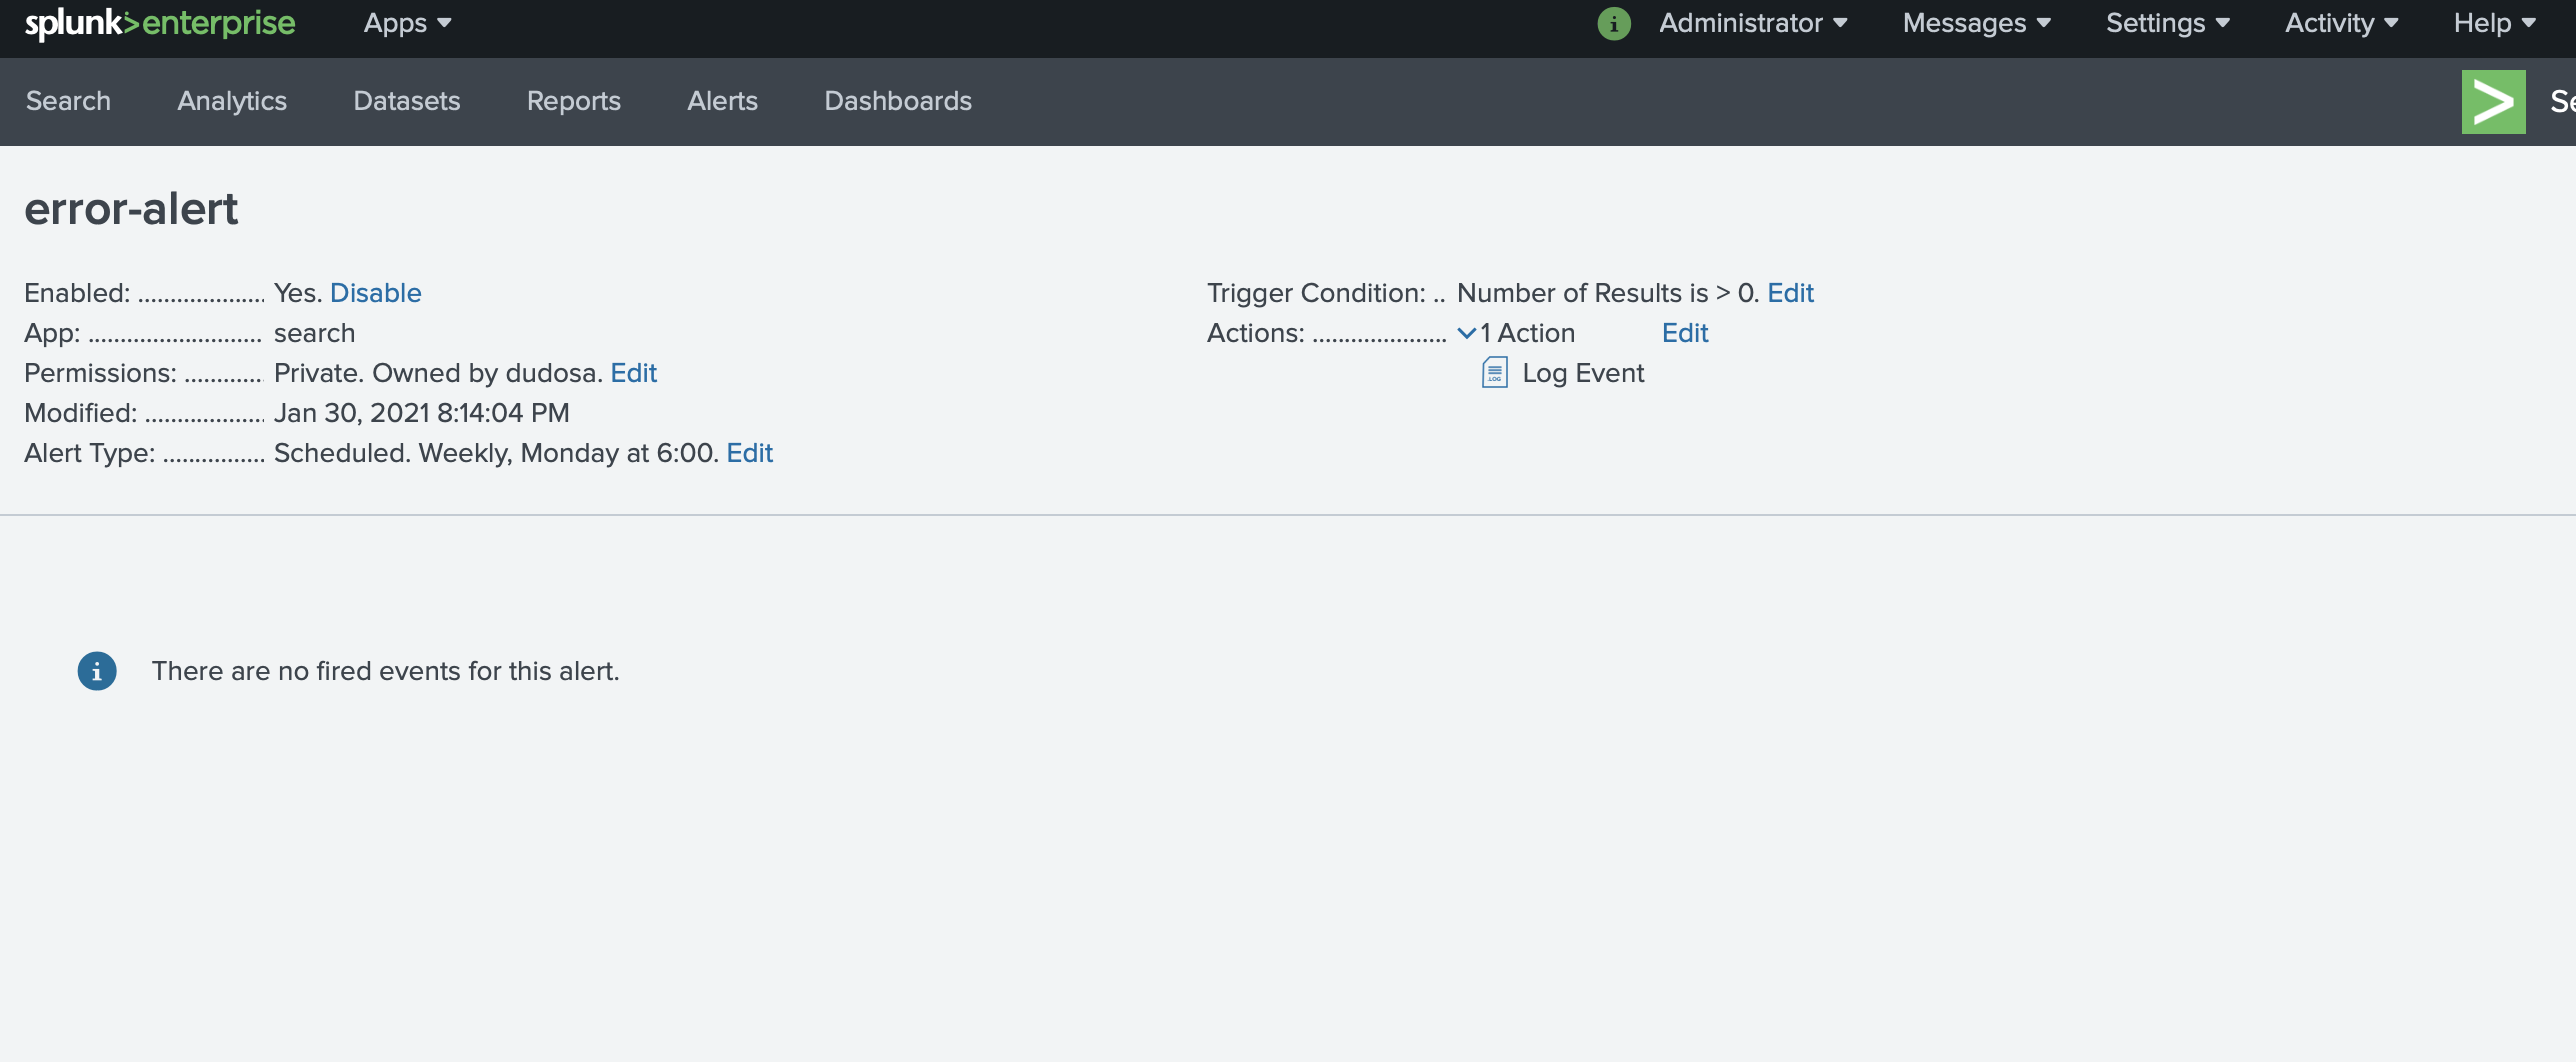 splunk>enterprise Apps Administrator Messages Settings Activity Help
Search Analytics Datasets Reports Alerts Dashboards Se
error-alert
Enabled: .................... Yes. Disable
App: ........................... search
Permissions: ............ Private. Owned by dudosa. Edit
Modified: ................... Jan 30, 2021 8:14:04 PM
Alert Type: ................ Scheduled. Weekly, Monday at 6:00. Edit
Trigger Condition: .. Number of Results is > 0. Edit
Actions: ..................... 1 Action Edit
LOG Log Event
There are no fired events for this alert.